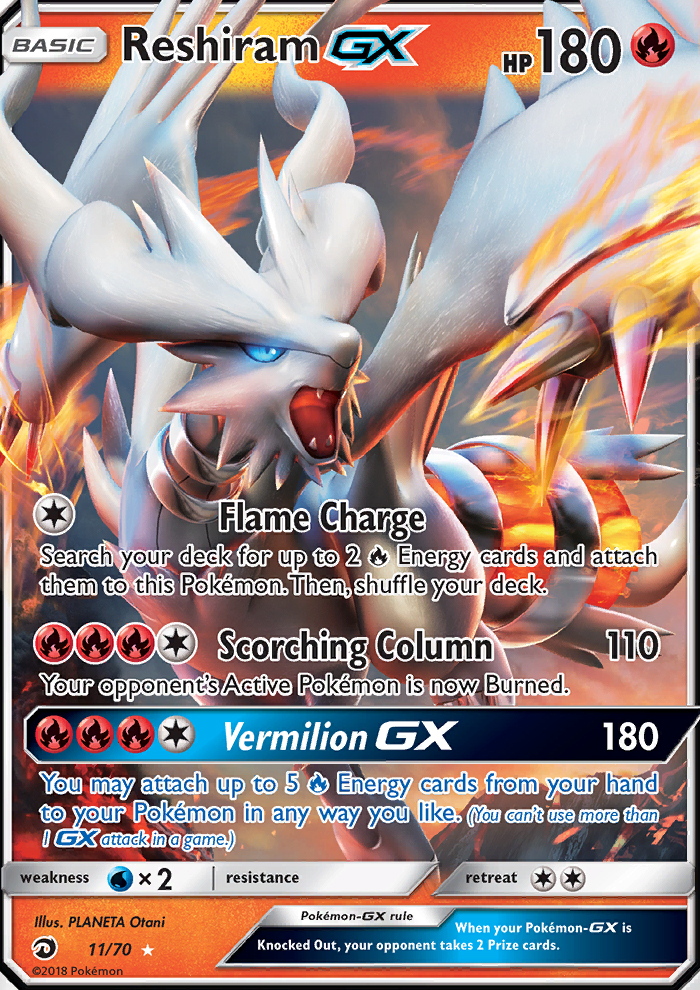 BASIC Reshiram GX HP 180
Flame Charge
Search your deck for up to 2 Energy cards and attach
them to this Pokémon. Then, shuffle your deck.
Scorching Column 110
Your opponent's Active Pokémon is now Burned.
Vermilion GX 180
You may attach up to 5 Energy cards from your hand
to your Pokémon in any way you like. (You can't use more than
1 GX attack in a game.)
weakness ×2 resistance retreat
Illus. PLANETA Otani
Pokémon-GX rule
When your Pokémon-GX is
Knocked Out, your opponent takes 2 Prize cards.
11/70
©2018 Pokémon